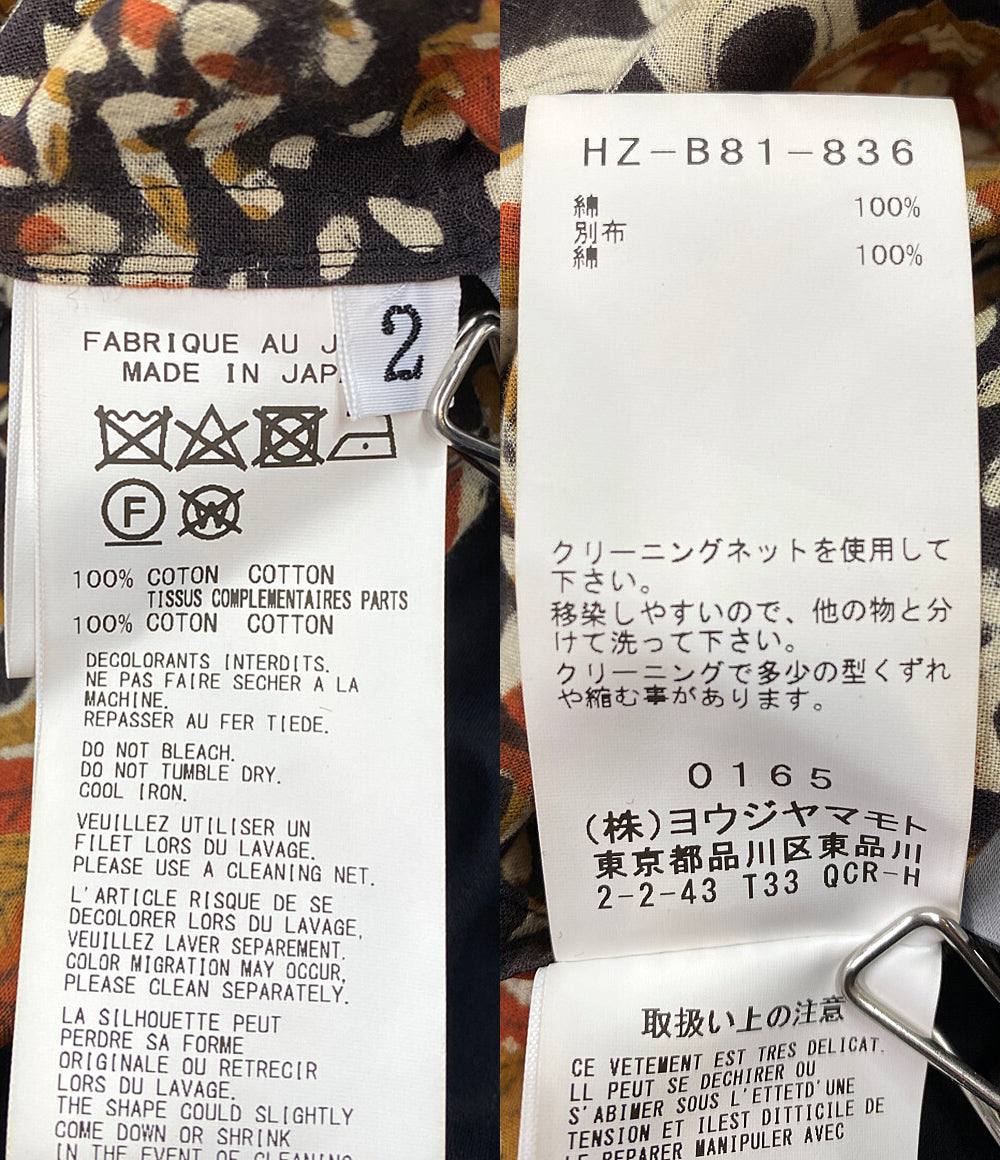 FABRIQUE AU J
MADE IN JAP
2
F
W
100% COTON COTTON
TISSUS COMPLEMENTAIRES PARTS
100% COTON COTTON
DECOLORANTS INTERDITS.
NE PAS FAIRE SECHER A LA
MACHINE.
REPASSER AU FER TIEDE.
DO NOT BLEACH.
DO NOT TUMBLE DRY.
COOL IRON.
VEUILLEZ UTILISER UN
FILET LORS DU LAVAGE.
PLEASE USE A CLEANING NET.
L'ARTICLE RISQUE DE SE
DECOLORER LORS DU LAVAGE,
VEUILLEZ LAVER SEPAREMENT.
COLOR MIGRATION MAY OCCUR,
PLEASE CLEAN SEPARATELY.
LA SILHOUETTE PEUT
PERDRE SA FORME
ORIGINALE OU RETRECIR
LORS DU LAVAGE.
THE SHAPE COULD SLIGHTLY
COME DOWN OR SHRINK
IN THE EVENT OF CLEANING
HZ-B81-836
綿 100%
別布
綿 100%
クリーニングネットを使用して
下さい。
移染しやすいので、他の物と分
けて洗って下さい。
クリーニングで多少の型くずれ
や縮む事があります。
0165
(株)ヨウジヤマモト
東京都品川区東品川
2-2-43 T33 QCR-H
取扱い上の注意
CE VETEMENT EST TRES DELICAT.
LL PEUT SE DECHIRER OU
S'ABIMER SOUS L'ETTETD'UNE
TENSION ET ILEST DITTICILE DE
LE REPARER MANIPULER AVEC